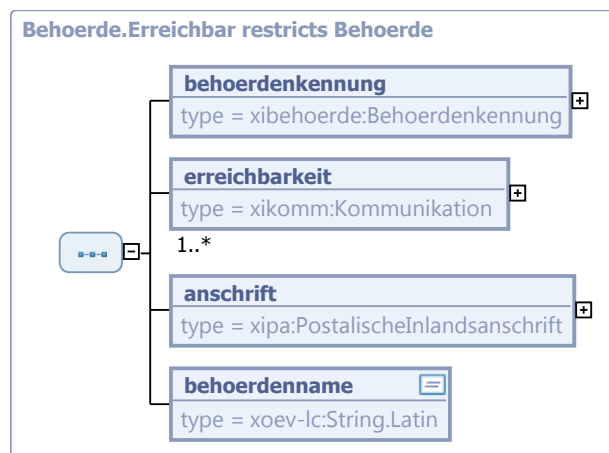 Behoerde.Erreichbar restricts Behoerde
behoerdenkennung
type = xibehoerde:Behoerdenkennung
erreichbarkeit
type = xikomm:Kommunikation
1..*
anschrift
type = xipa:PostalischeInlandsanschrift
behoerdenname
type = xoev-lc:String.Latin